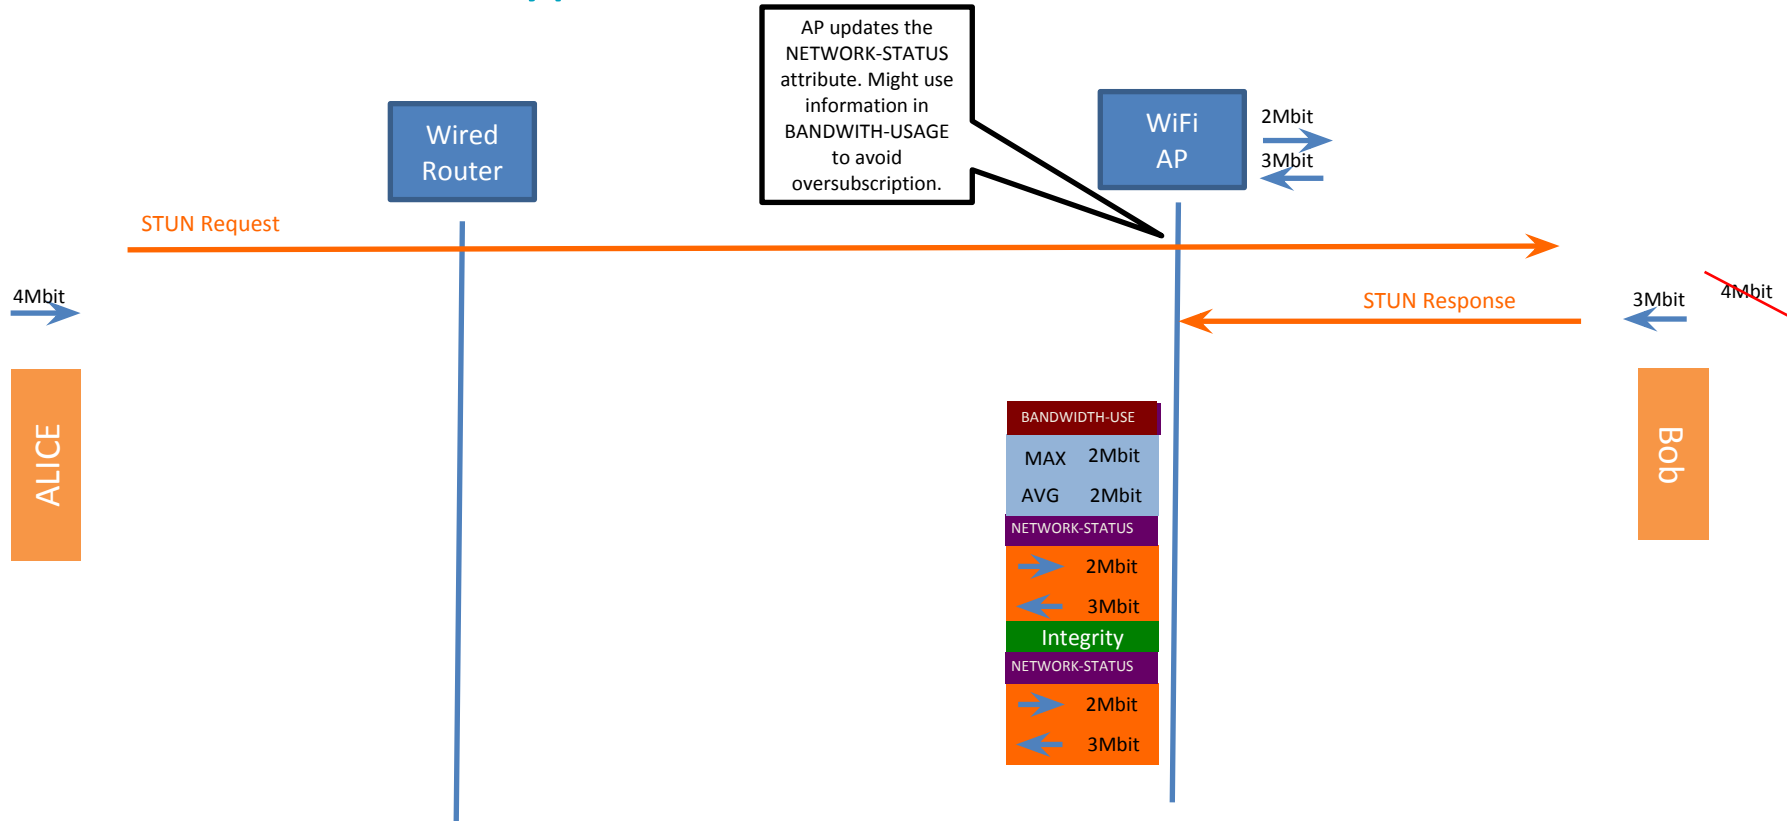 AP updates the
NETWORK-STATUS
attribute. Might use
information in
BANDWITH-USAGE
to avoid
oversubscription.
Wired
Router
WiFi
AP
2Mbit
3Mbit
STUN Request
4Mbit
STUN Response
3Mbit
4Mbit
ALICE
Bob
BANDWIDTH-USE
MAX 2Mbit
AVG 2Mbit
NETWORK-STATUS
2Mbit
3Mbit
Integrity
NETWORK-STATUS
2Mbit
3Mbit